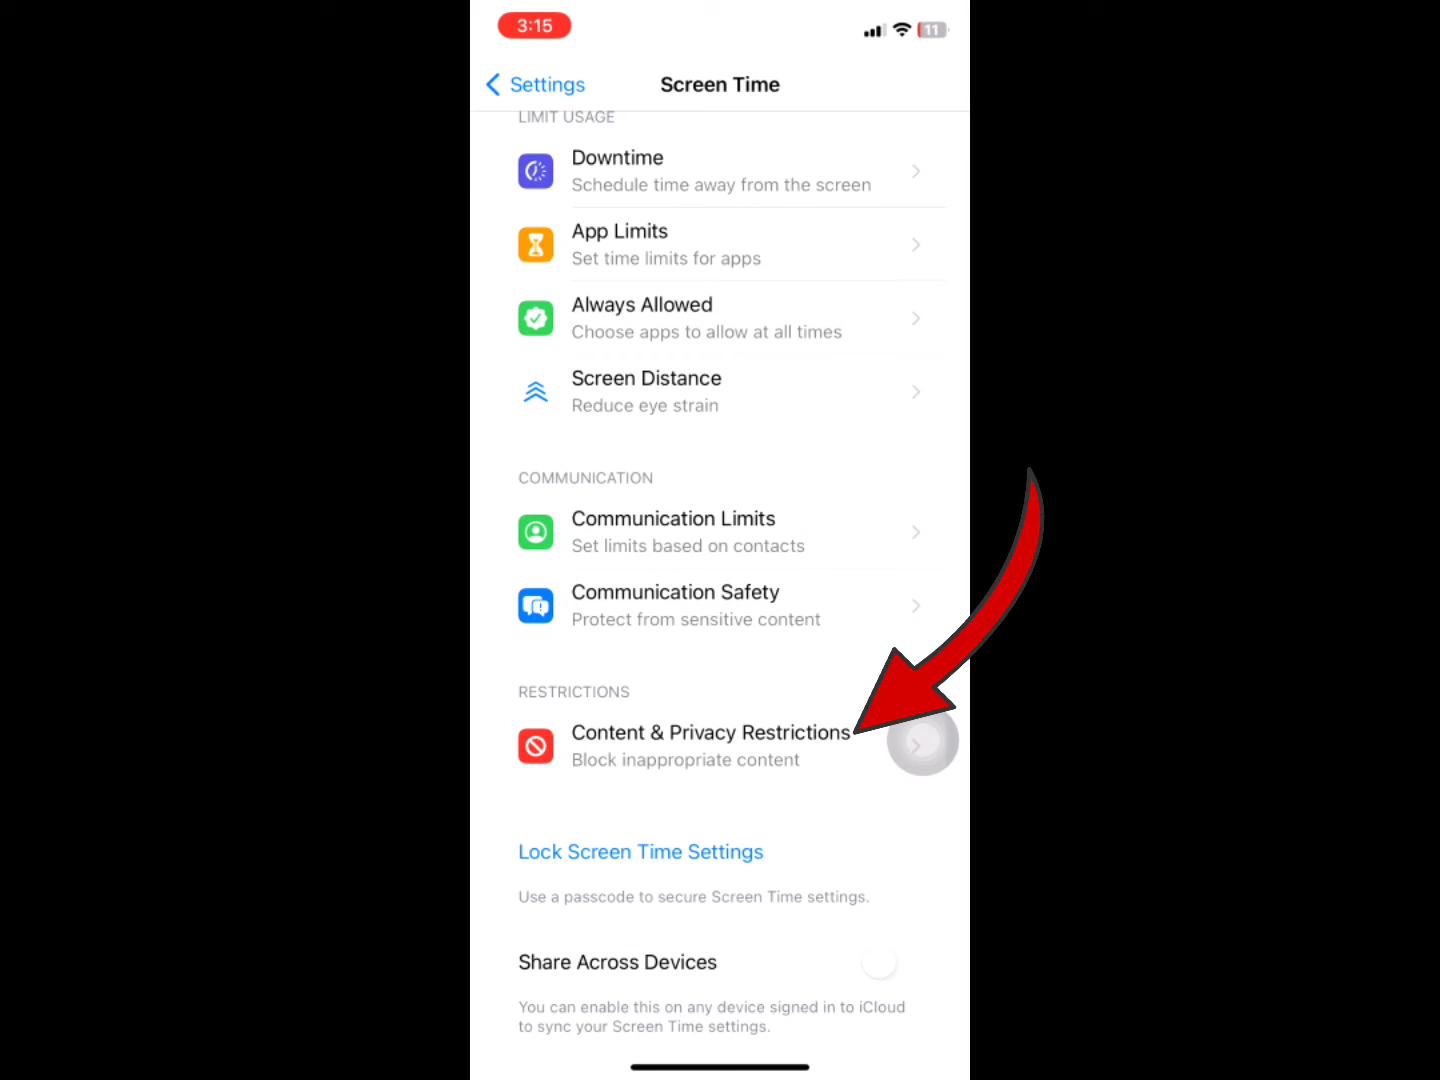 3:15
11
Settings
Screen Time
LIMIT USAGE
Downtime
Schedule time away from the screen
App Limits
Set time limits for apps
Always Allowed
Choose apps to allow at all times
Screen Distance
Reduce eye strain
COMMUNICATION
Communication Limits
Set limits based on contacts
Communication Safety
Protect from sensitive content
RESTRICTIONS
Content & Privacy Restrictions
Block inappropriate content
Lock Screen Time Settings
Use a passcode to secure Screen Time settings.
Share Across Devices
You can enable this on any device signed in to iCloud
to sync your Screen Time settings.